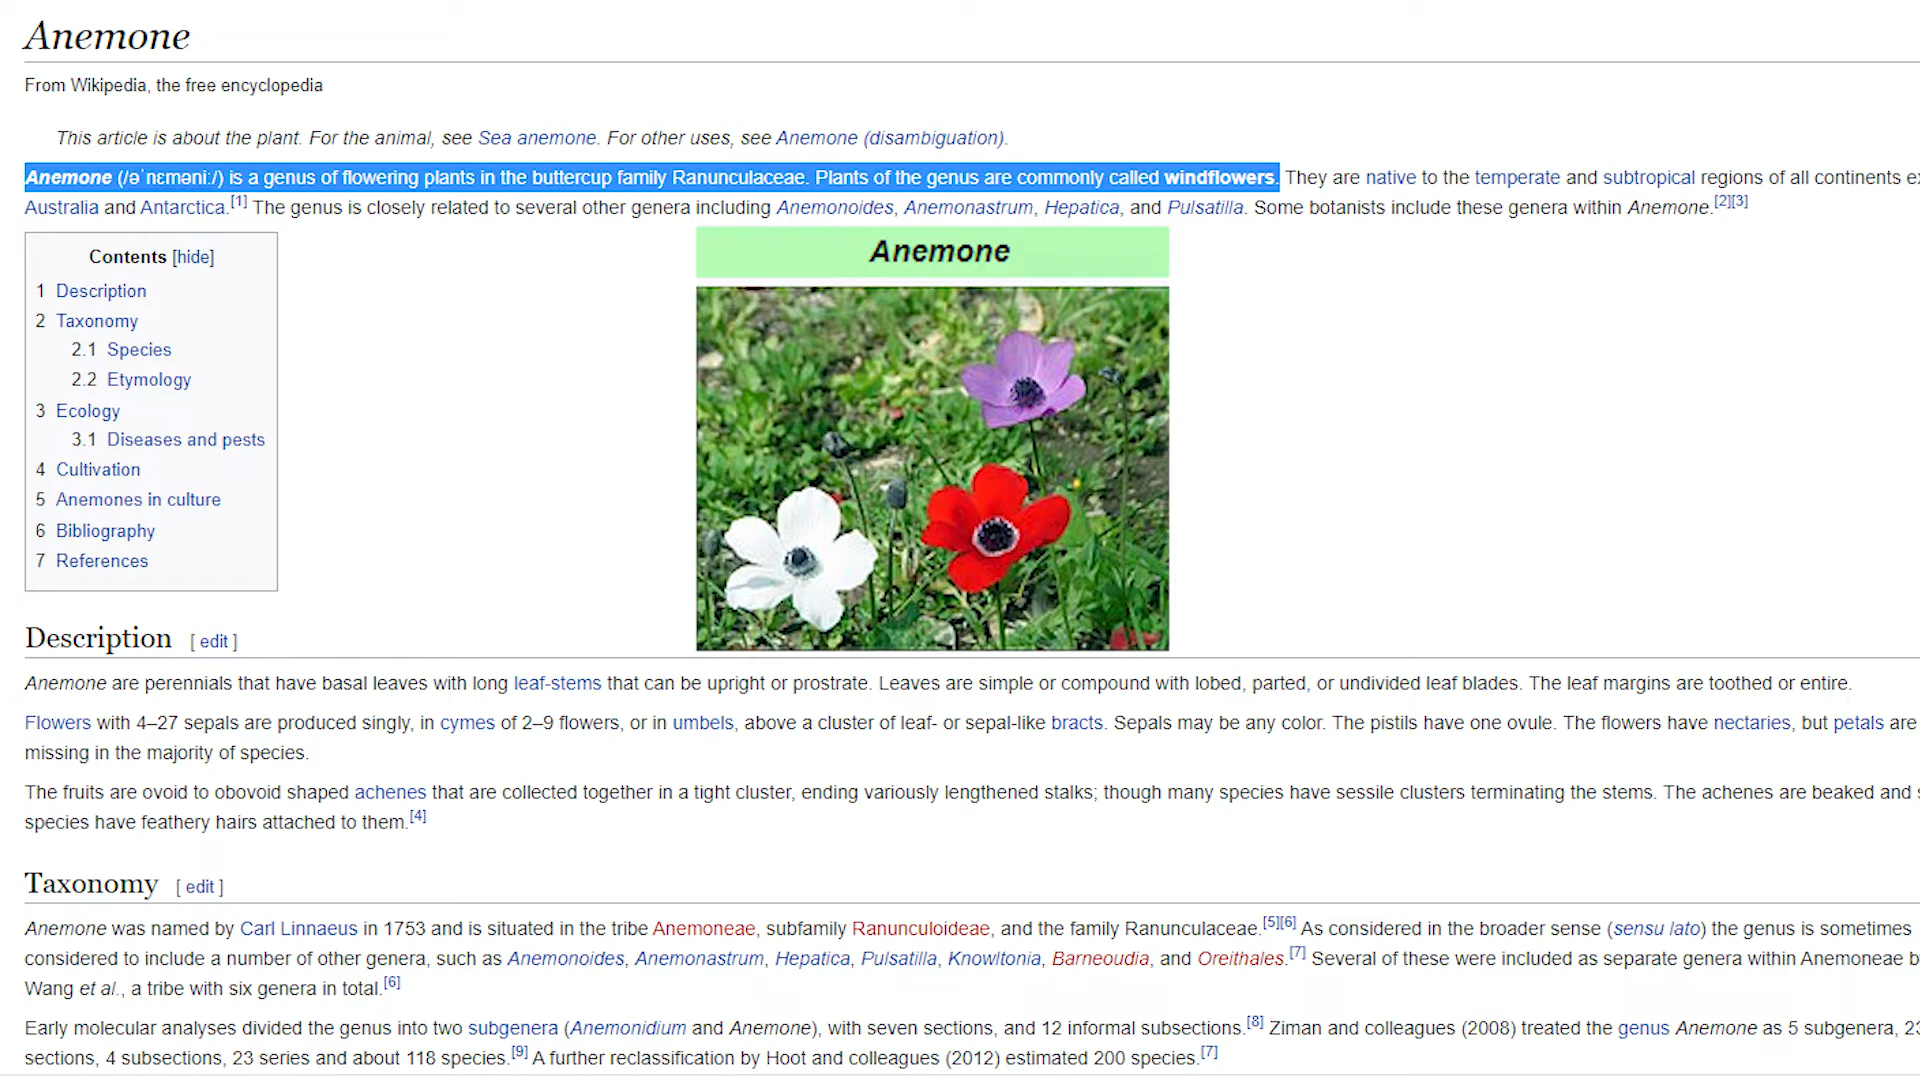 Anemone
From Wikipedia, the free encyclopedia
This article is about the plant. For the animal, see Sea anemone. For other uses, see Anemone (disambiguation).
Anemone (/əˈnɛməniː/) is a genus of flowering plants in the buttercup family Ranunculaceae. Plants of the genus are commonly called windflowers. They are native to the temperate and subtropical regions of all continents
Australia and Antarctica.[1] The genus is closely related to several other genera including Anemonoides, Anemonastrum, Hepatica, and Pulsatilla. Some botanists include these genera within Anemone.[2][3]
Anemone
Contents [hide]
1 Description
2 Taxonomy
2.1 Species
2.2 Etymology
3 Ecology
3.1 Diseases and pests
4 Cultivation
5 Anemones in culture
6 Bibliography
7 References
Description [ edit ]
Anemone are perennials that have basal leaves with long leaf-stems that can be upright or prostrate. Leaves are simple or compound with lobed, parted, or undivided leaf blades. The leaf margins are toothed or entire.
Flowers with 4–27 sepals are produced singly, in cymes of 2–9 flowers, or in umbels, above a cluster of leaf- or sepal-like bracts. Sepals may be any color. The pistils have one ovule. The flowers have nectaries, but petals are
missing in the majority of species.
The fruits are ovoid to obovoid shaped achenes that are collected together in a tight cluster, ending variously lengthened stalks; though many species have sessile clusters terminating the stems. The achenes are beaked and
species have feathery hairs attached to them.[4]
Taxonomy [ edit ]
Anemone was named by Carl Linnaeus in 1753 and is situated in the tribe Anemoneae, subfamily Ranunculoideae, and the family Ranunculaceae.[5][6] As considered in the broader sense (sensu lato) the genus is sometimes
considered to include a number of other genera, such as Anemonoides, Anemonastrum, Hepatica, Pulsatilla, Knowltonia, Barneoudia, and Oreithales.[7] Several of these were included as separate genera within Anemoneae
Wang et al., a tribe with six genera in total.[6]
Early molecular analyses divided the genus into two subgenera (Anemonidium and Anemone), with seven sections, and 12 informal subsections.[8] Ziman and colleagues (2008) treated the genus Anemone as 5 subgenera, 23
sections, 4 subsections, 23 series and about 118 species.[9] A further reclassification by Hoot and colleagues (2012) estimated 200 species.[7]